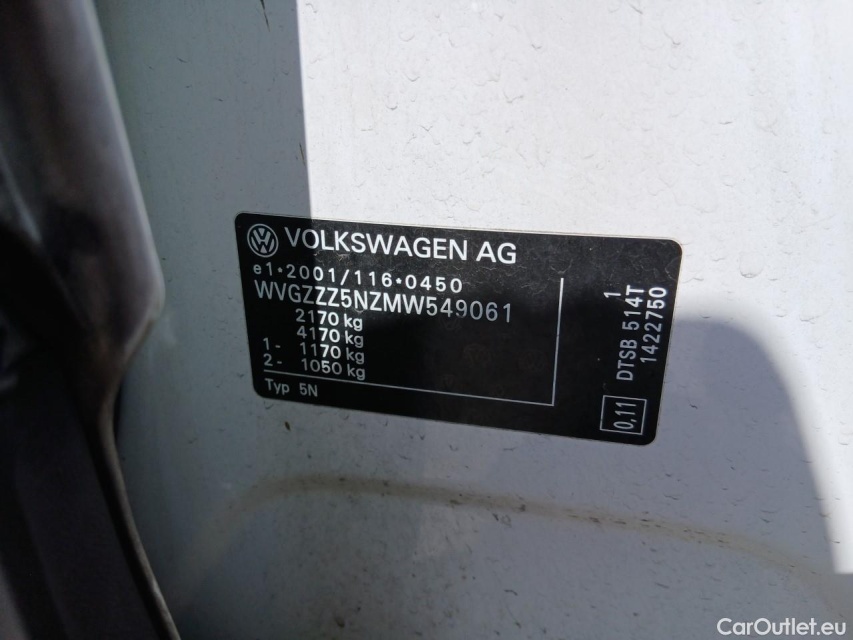 VOLKSWAGEN AG
e1•2001/116•0450
WVGZZZ5NZMW549061
2170 kg
4170 kg
1- 1170 kg
2- 1050 kg
Typ 5N
1
DTSB 514T
1422750
0,11
CarOutlet.eu